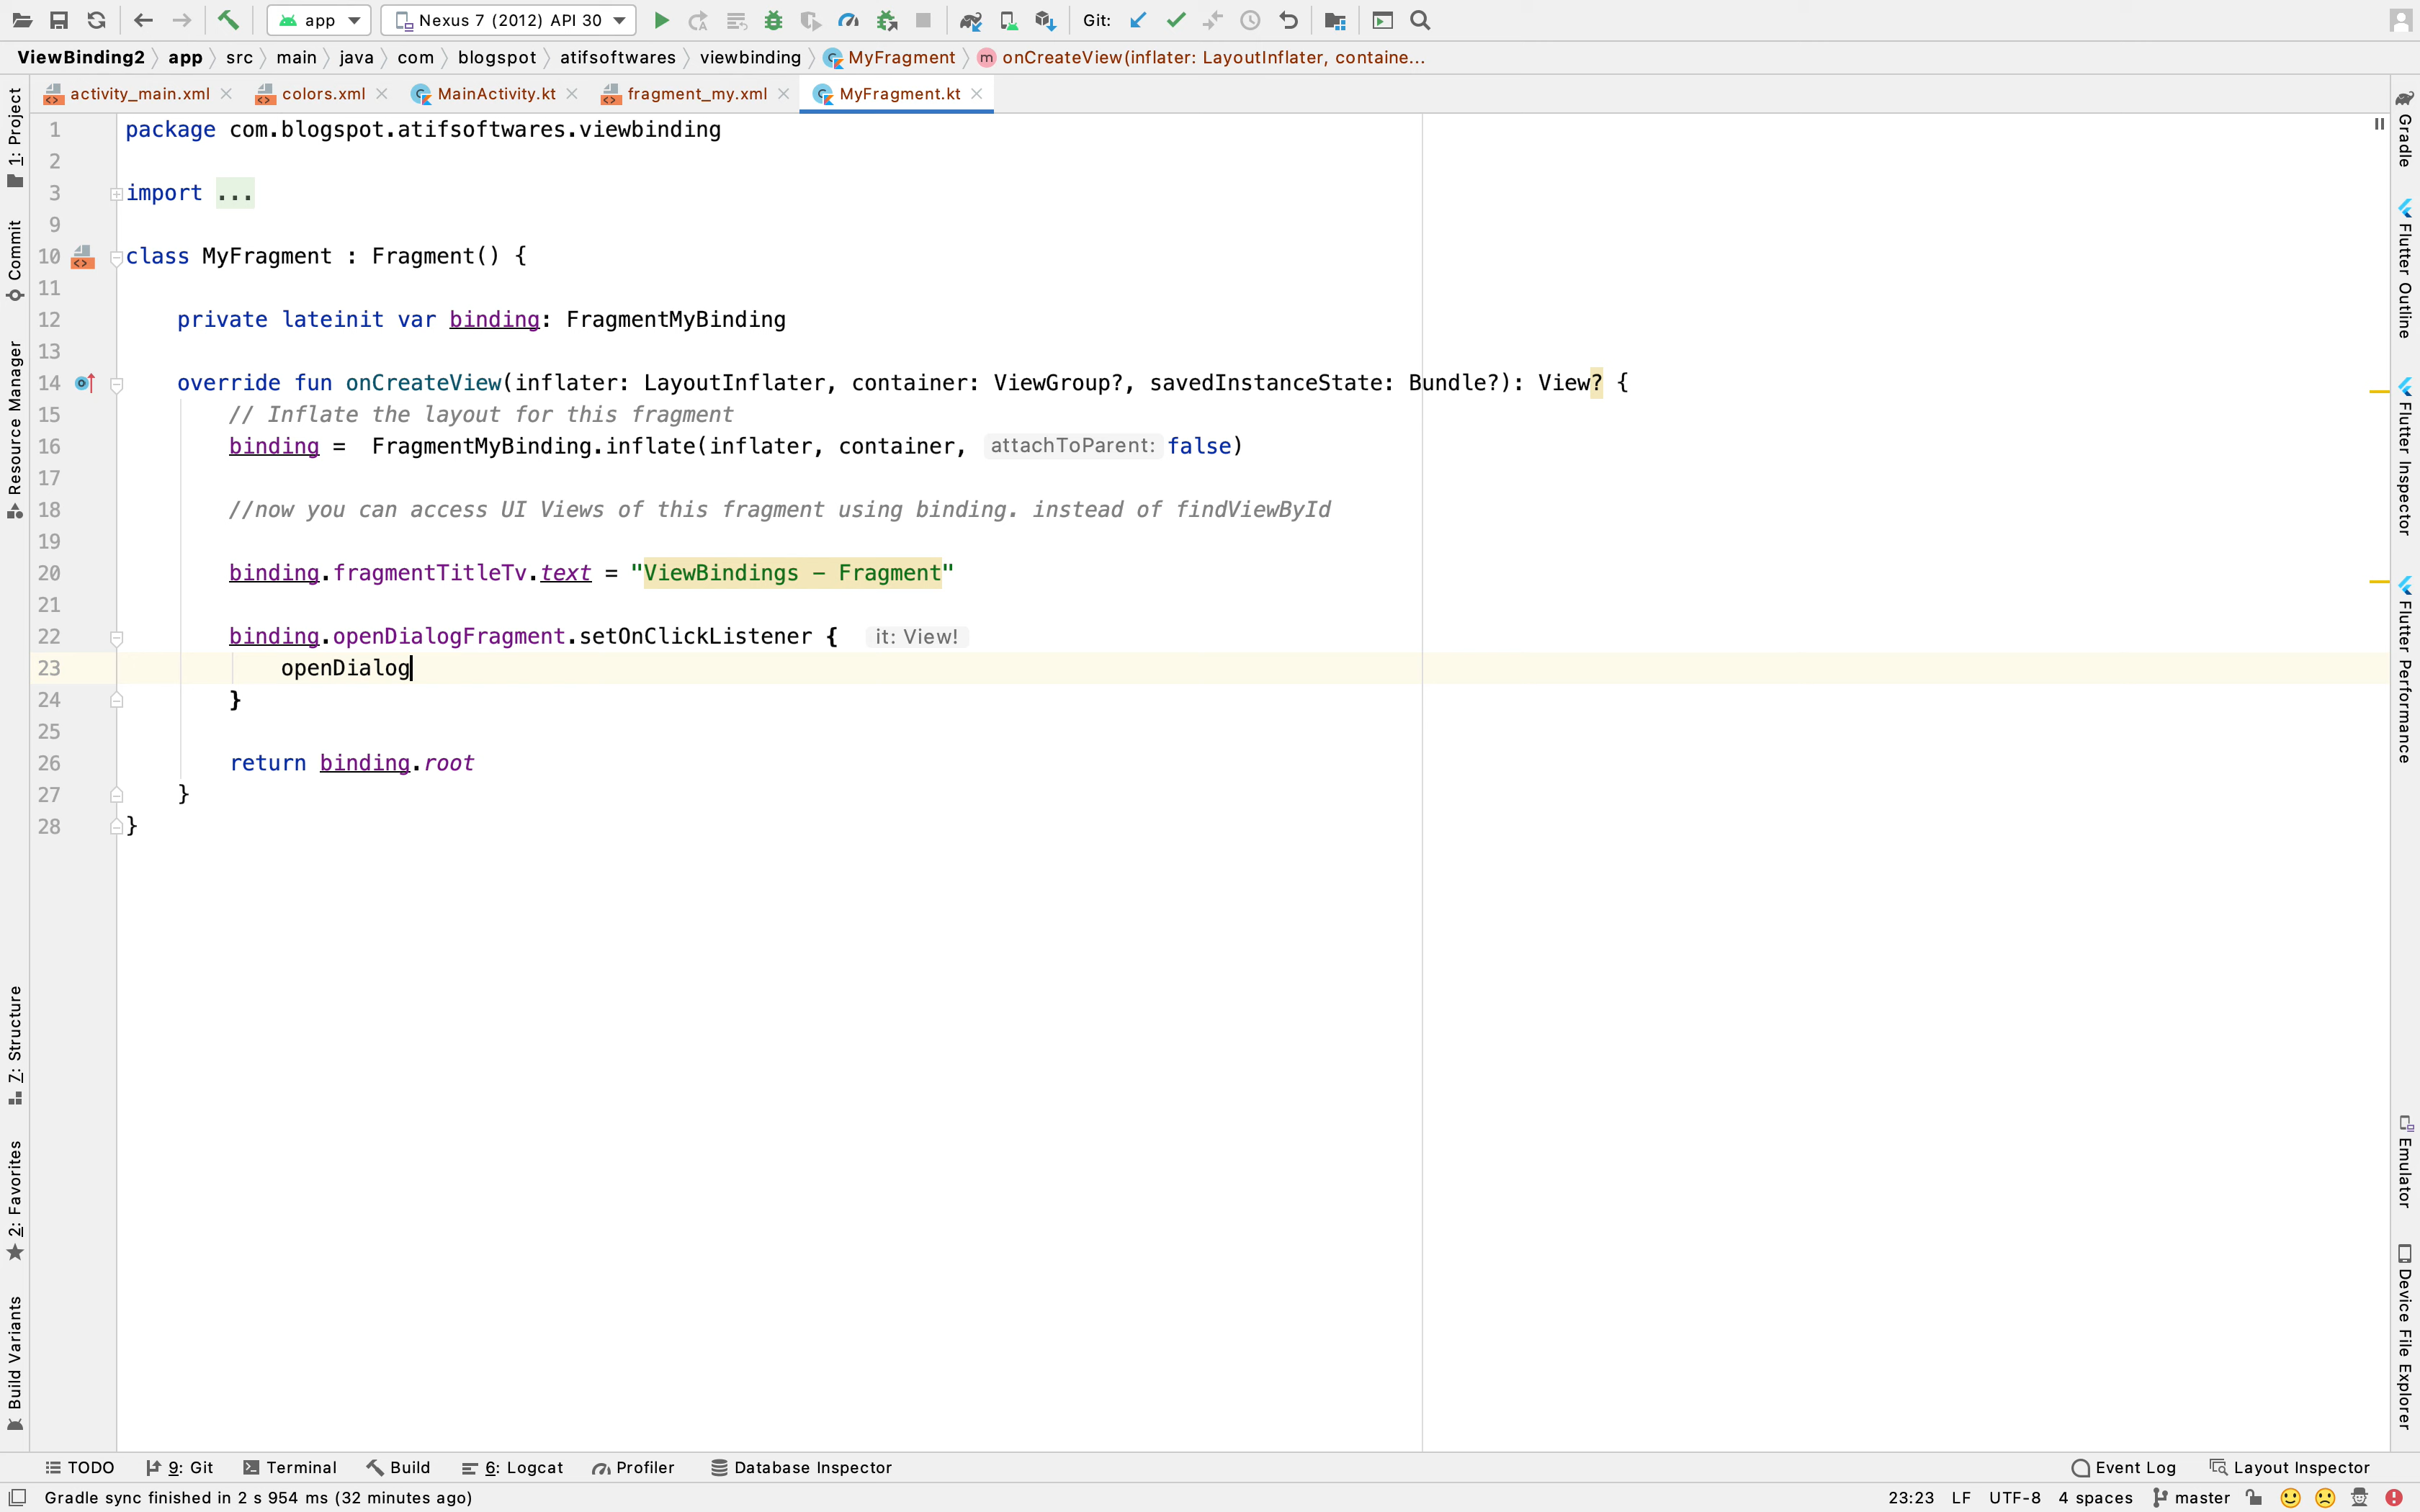 app
Nexus 7 (2012) API 30
Git:
ViewBinding2 app src main java com blogspot atifsoftwares viewbinding MyFragment m onCreateView(inflater: LayoutInflater, containe...
activity_main.xml
colors.xml
MainActivity.kt
fragment_my.xml
MyFragment.kt
1 package com.blogspot.atifsoftwares.viewbinding
2
3 import ...
9
10 class MyFragment : Fragment() {
11
12 private lateinit var binding: FragmentMyBinding
13
14 override fun onCreateView(inflater: LayoutInflater, container: ViewGroup?, savedInstanceState: Bundle?): View? {
15 // Inflate the layout for this fragment
16 binding = FragmentMyBinding.inflate(inflater, container, attachToParent: false)
17
18 //now you can access UI Views of this fragment using binding. instead of findViewById
19
20 binding.fragmentTitleTv.text = "ViewBindings - Fragment"
21
22 binding.openDialogFragment.setOnClickListener { it: View!
23 openDialog
24 }
25
26 return binding.root
27 }
28 }
1: Project
Commit
Resource Manager
7: Structure
2: Favorites
Build Variants
Gradle
Flutter Outline
Flutter Inspector
Flutter Performance
Emulator
Device File Explorer
TODO
9: Git
Terminal
Build
6: Logcat
Profiler
Database Inspector
Event Log
Layout Inspector
Gradle sync finished in 2 s 954 ms (32 minutes ago)
23:23 LF UTF-8 4 spaces master